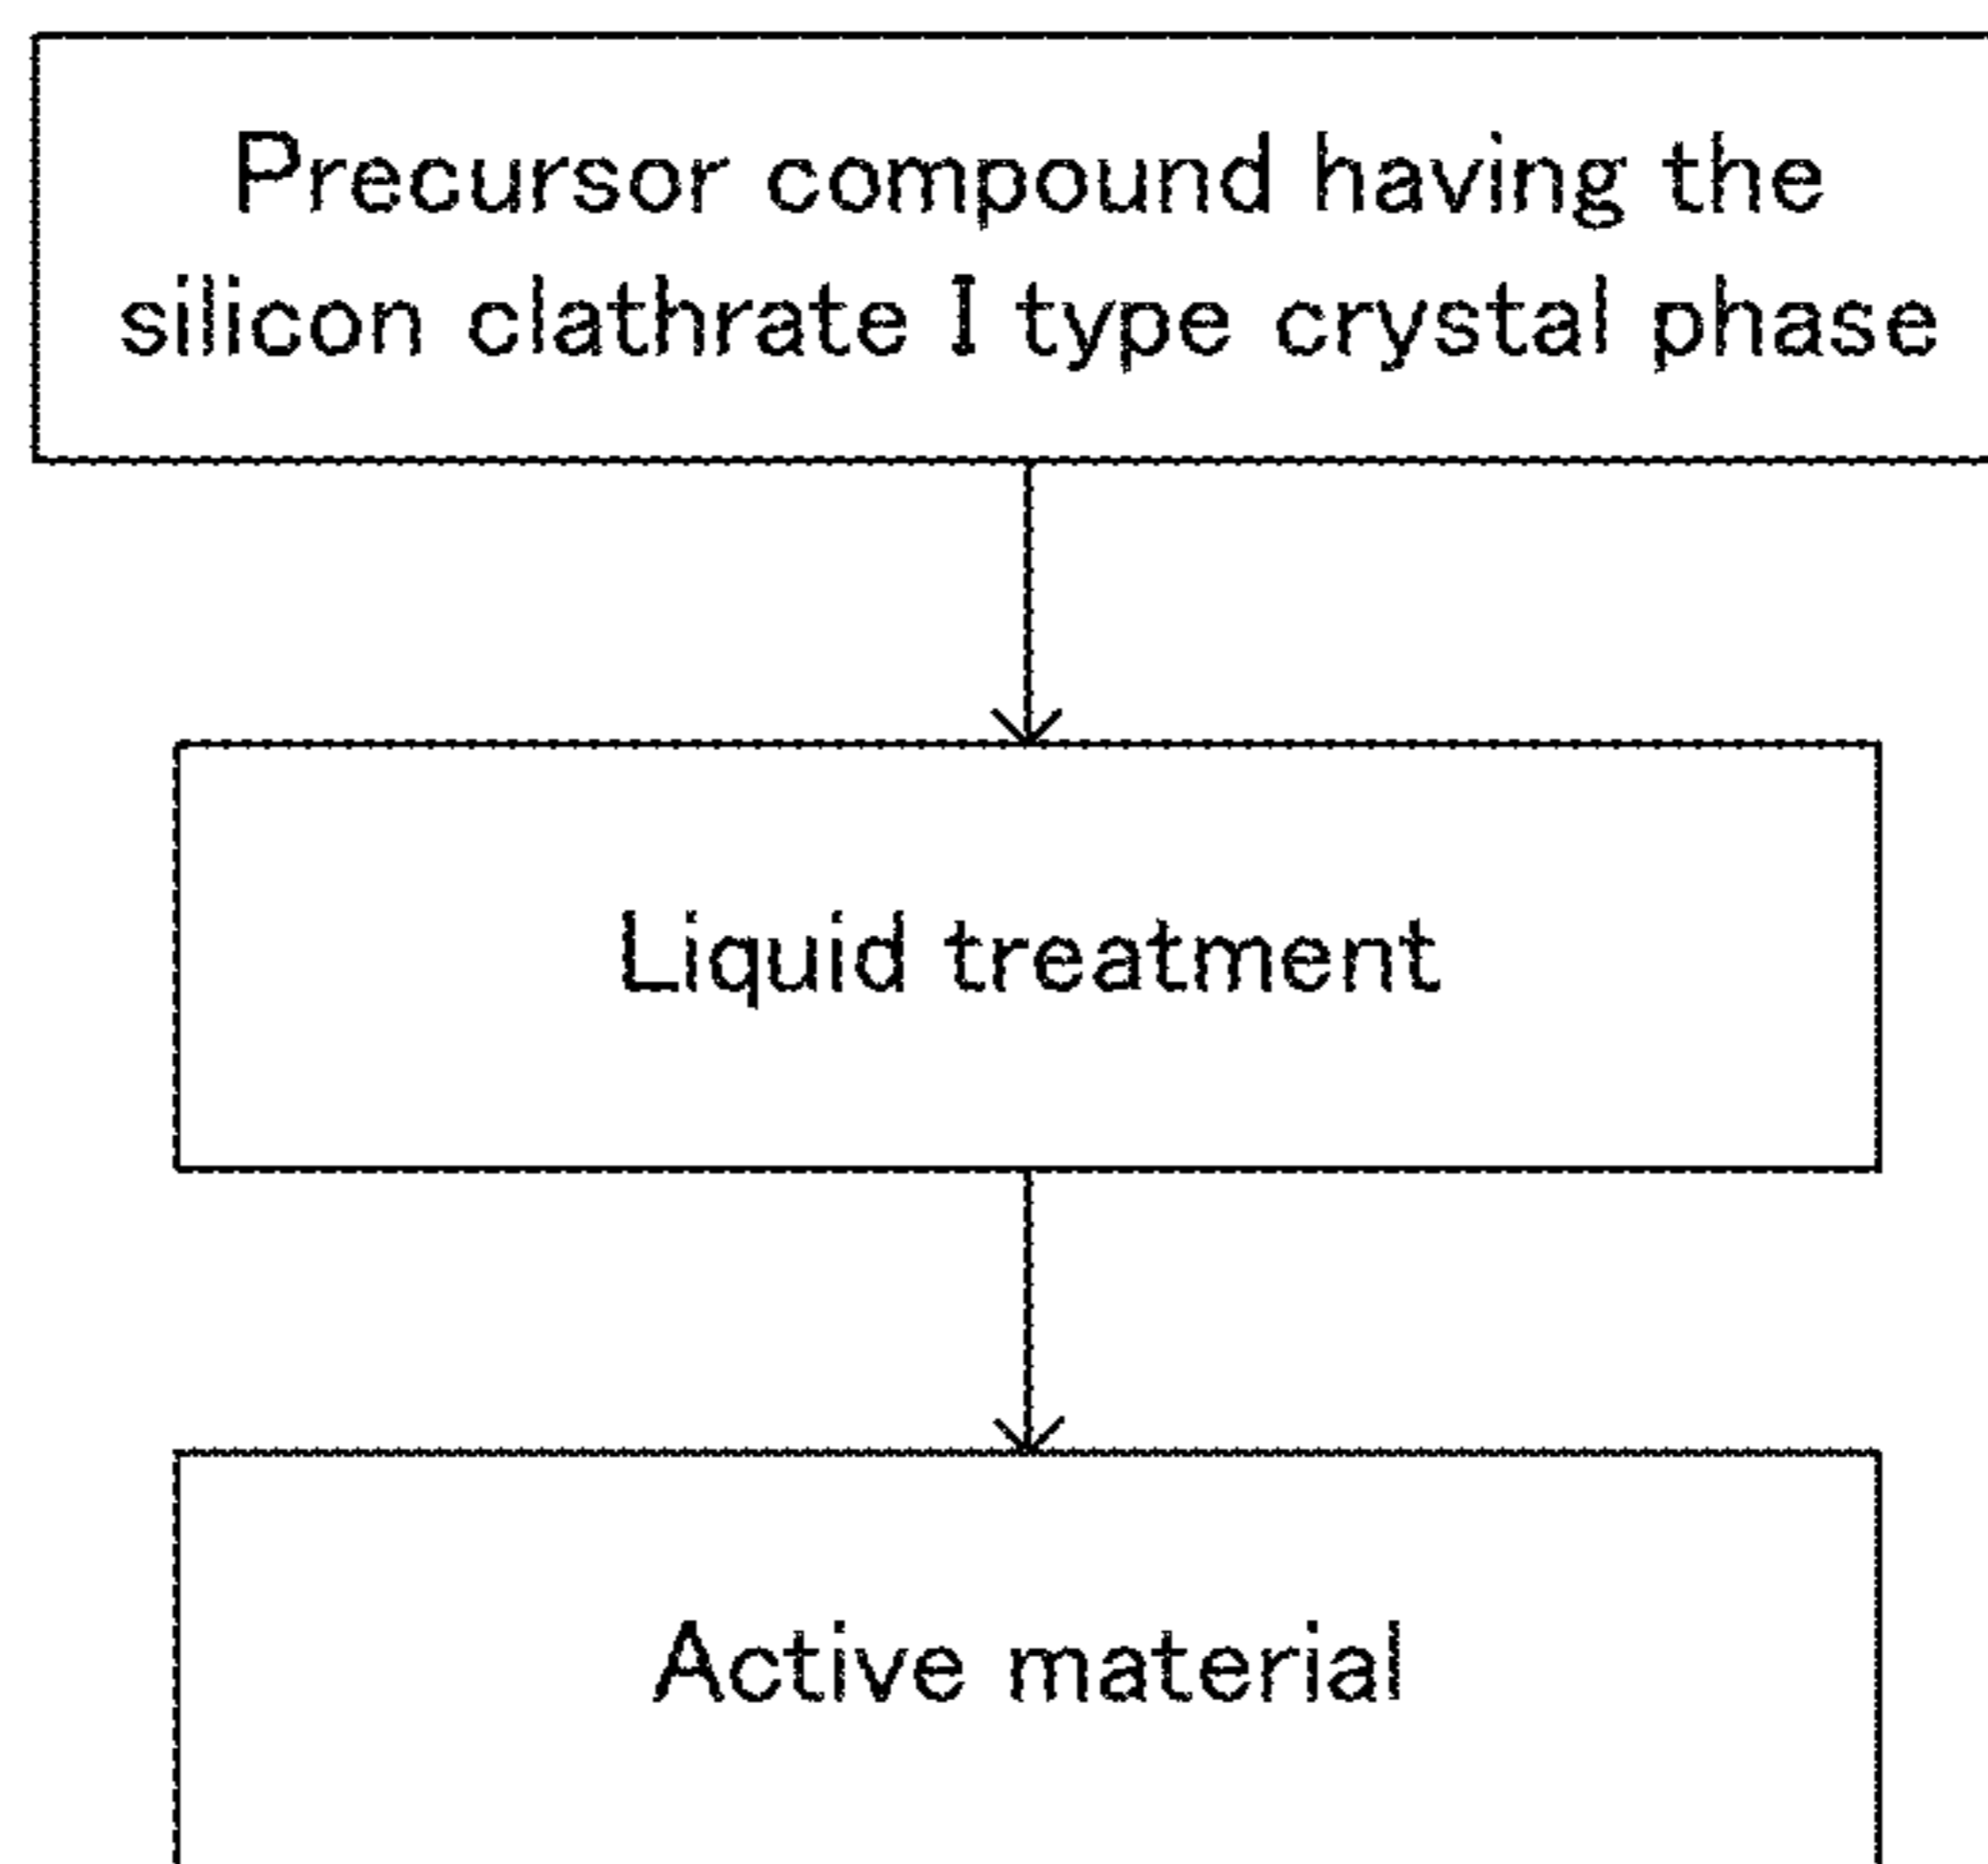 Precursor compound having the
silicon clathrate I type crystal phase
Liquid treatment
Active material